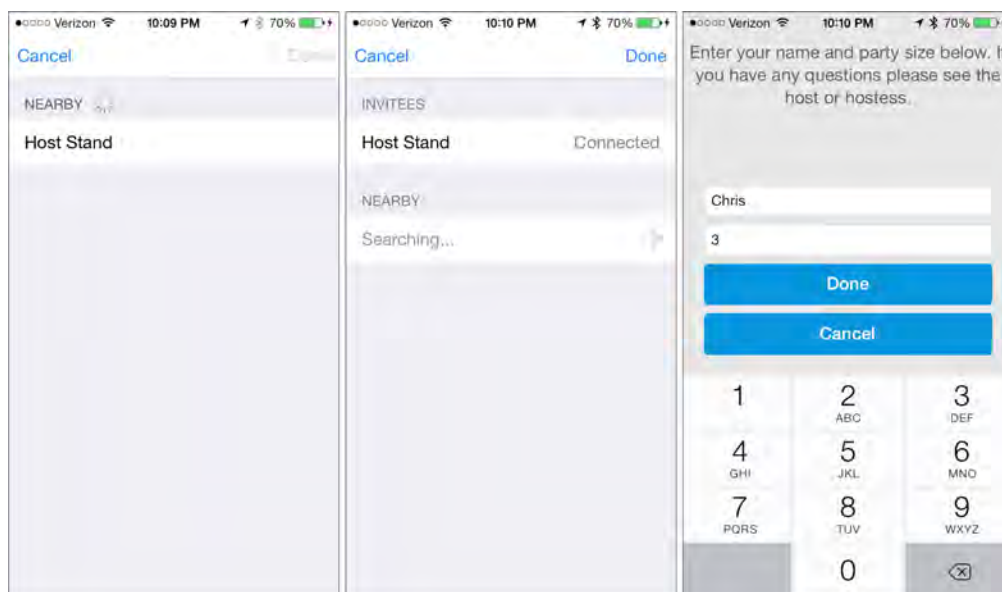 Verizon 10:09 PM 70%
Cancel Done
NEARBY
Host Stand
Verizon 10:10 PM 70%
Cancel Done
INVITEES
Host Stand Connected
NEARBY
Searching...
Verizon 10:10 PM 70%
Enter your name and party size below. I
you have any questions please see the
host or hostess.
Chris
3
Done
Cancel
1 2 3
ABC DEF
4 5 6
GHI JKL MNO
7 8 9
PQRS TUV WXYZ
0